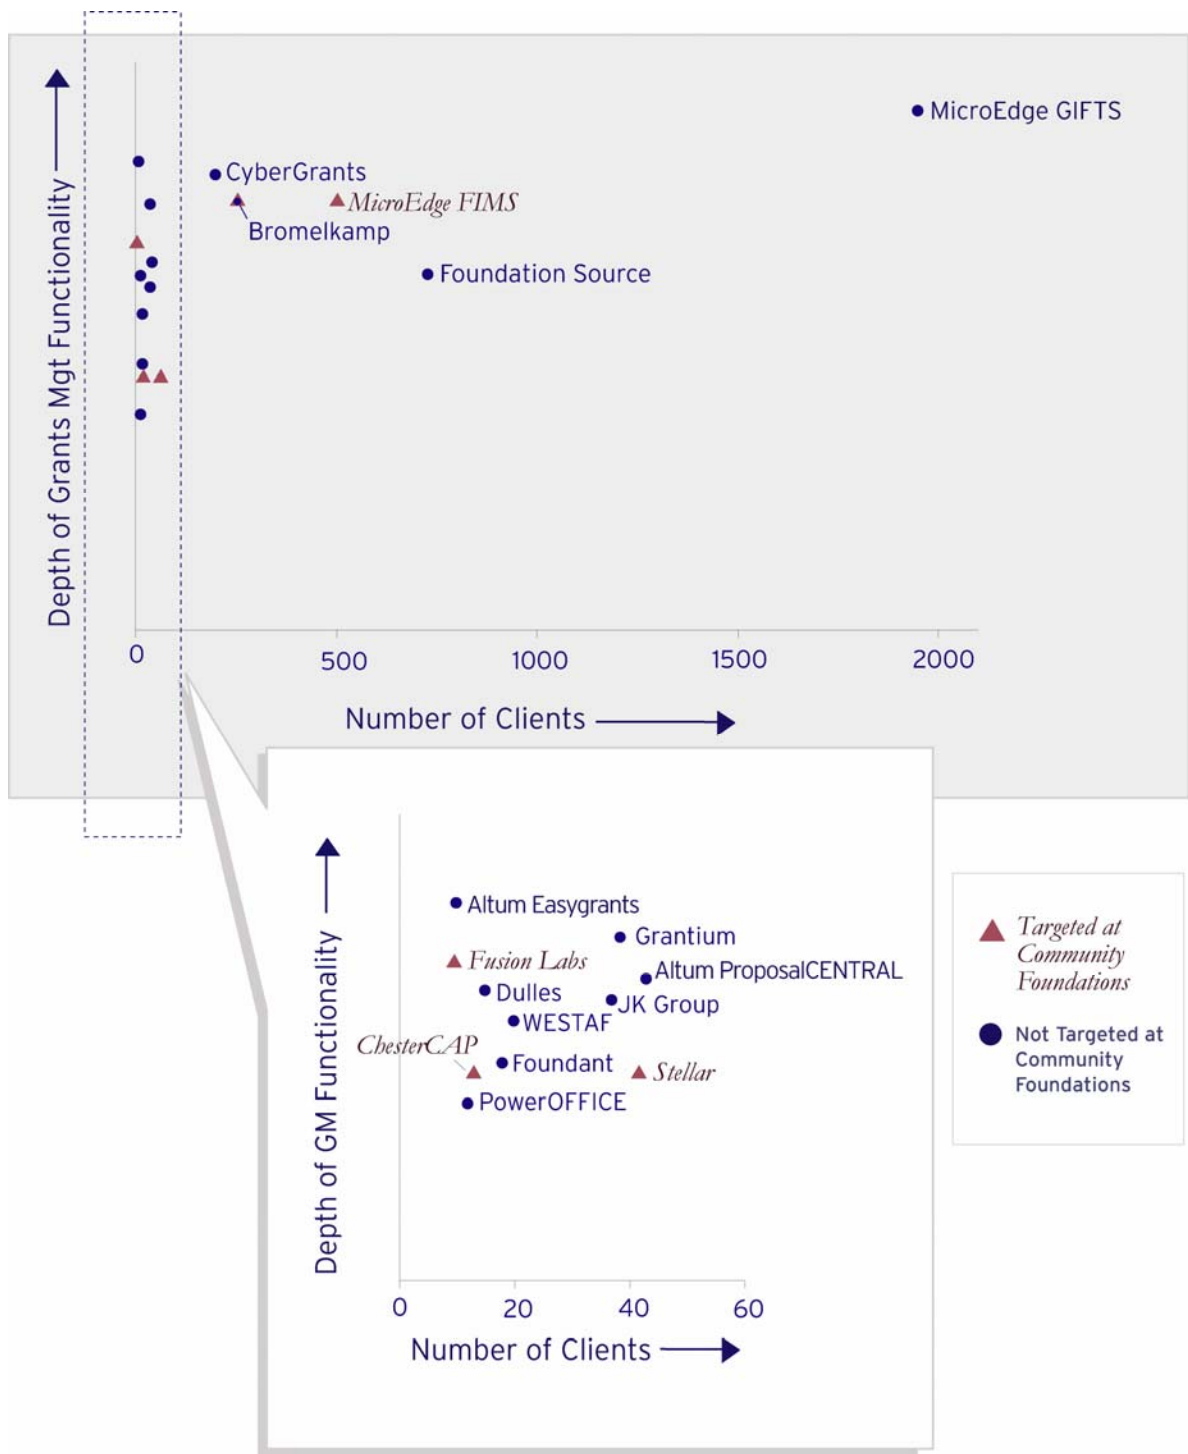 Depth of Grants Mgt Functionality
MicroEdge GIFTS
CyberGrants
MicroEdge FIMS
Bromelkamp
Foundation Source
0
500
1000
1500
2000
Number of Clients
Depth of GM Functionality
Altum Easygrants
Grantium
Fusion Labs
Altum ProposalCENTRAL
Dulles
JK Group
WESTAF
ChesterCAP
Foundant
Stellar
PowerOFFICE
0
20
40
60
Number of Clients
Targeted at
Community
Foundations
Not Targeted at
Community
Foundations